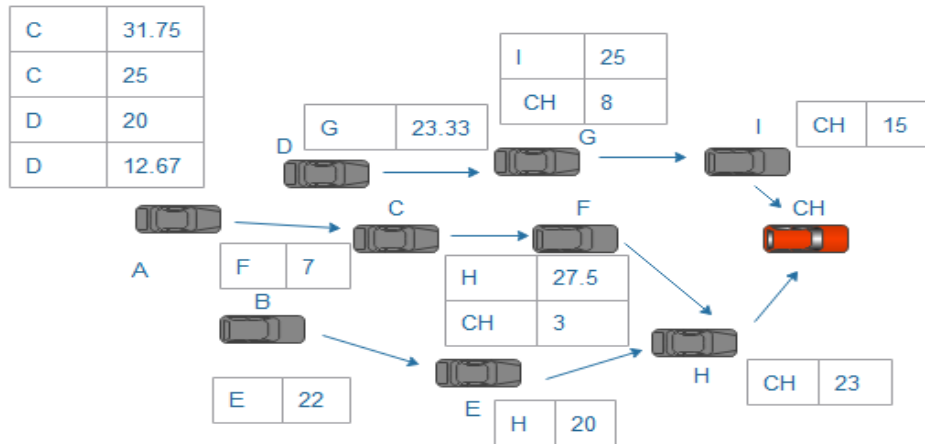 C 31.75
C 25
D 20
D 12.67
I 25
CH 8
G 23.33
CH 15
D
G
I
C
F
CH
A
F 7
B
H 27.5
CH 3
E 22
E
H 20
H
CH 23